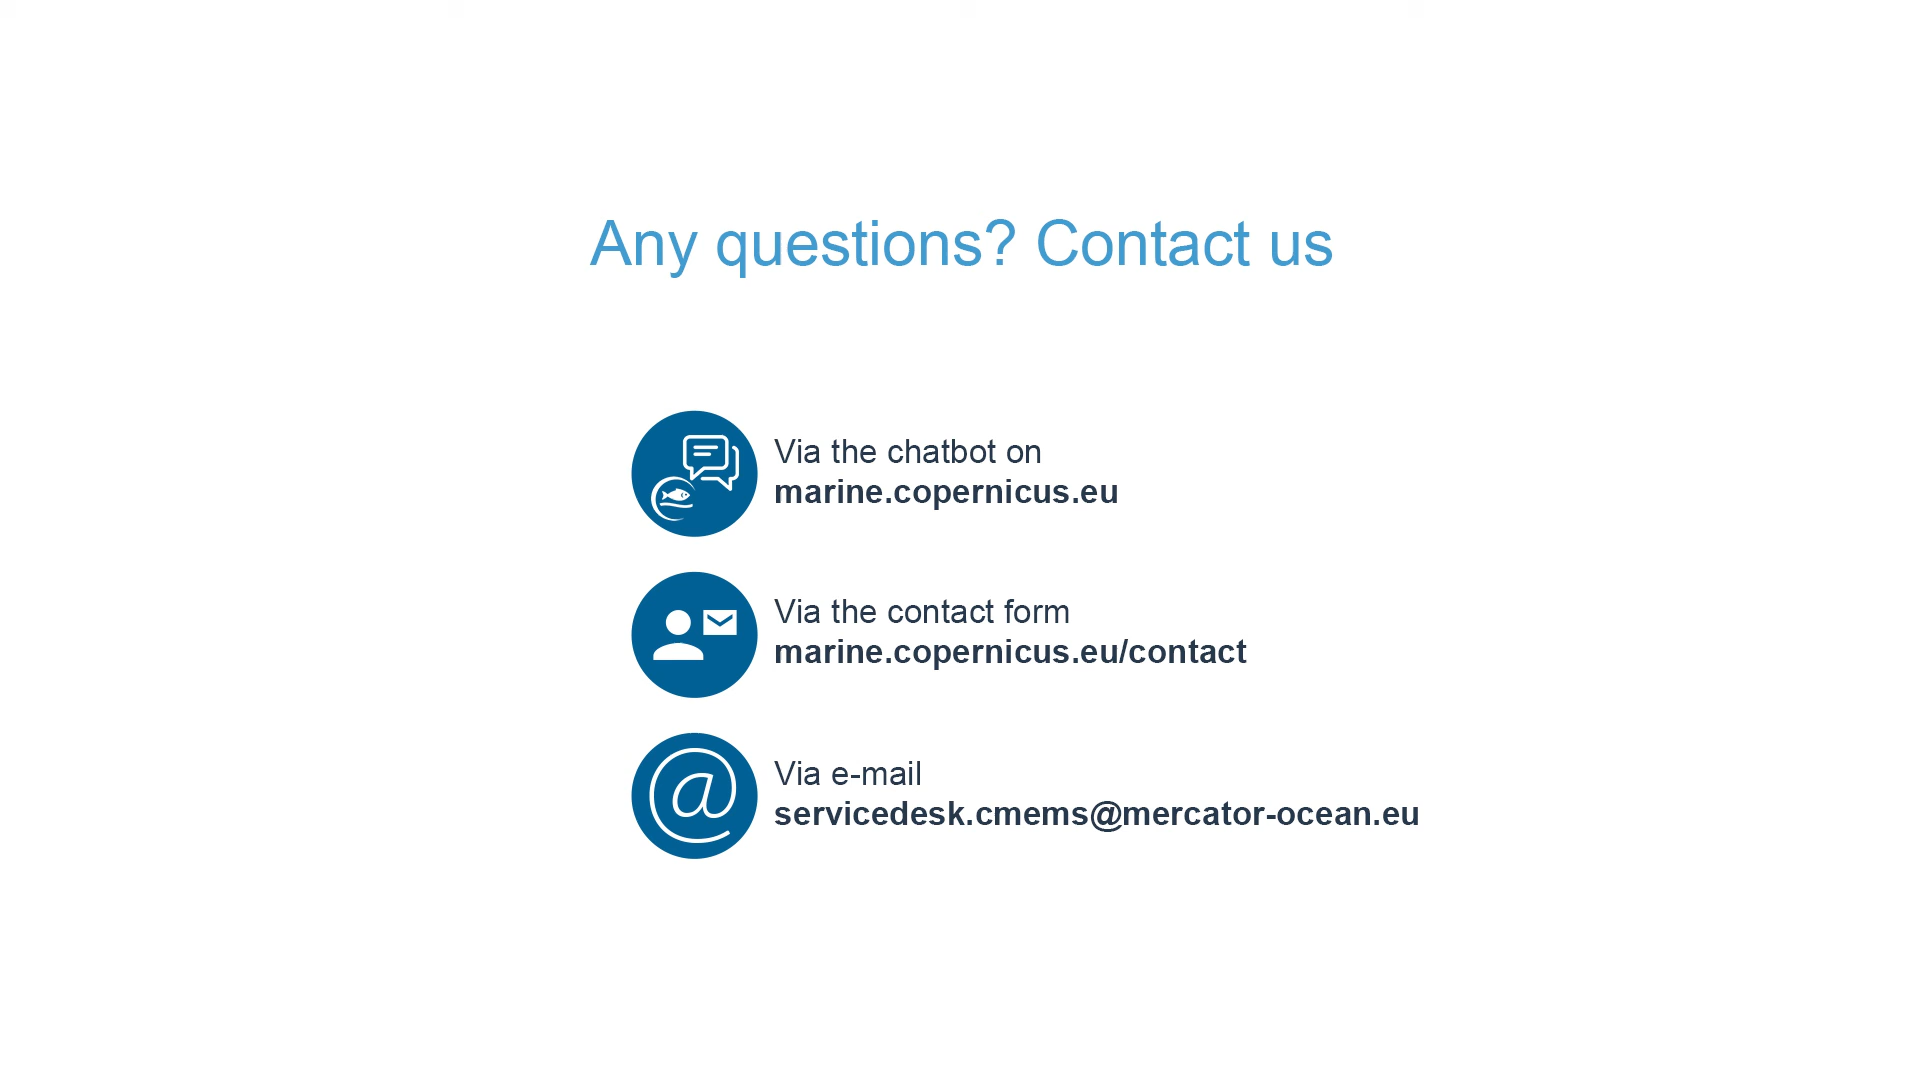 Any questions? Contact us
Via the chatbot on
marine.copernicus.eu
Via the contact form
marine.copernicus.eu/contact
Via e-mail
servicedesk.cmems@mercator-ocean.eu